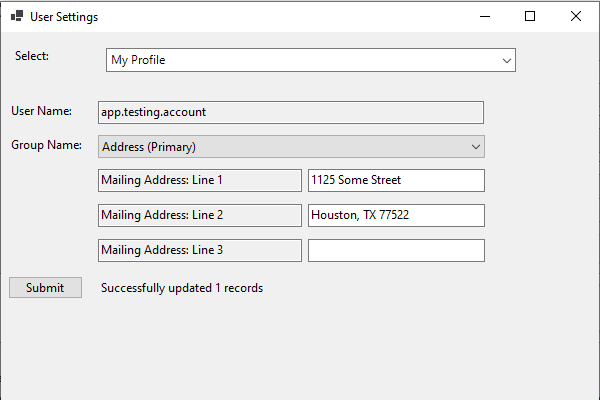 User Settings
Select: My Profile
User Name: app.testing.account
Group Name: Address (Primary)
Mailing Address: Line 1 1125 Some Street
Mailing Address: Line 2 Houston, TX 77522
Mailing Address: Line 3
Submit Successfully updated 1 records